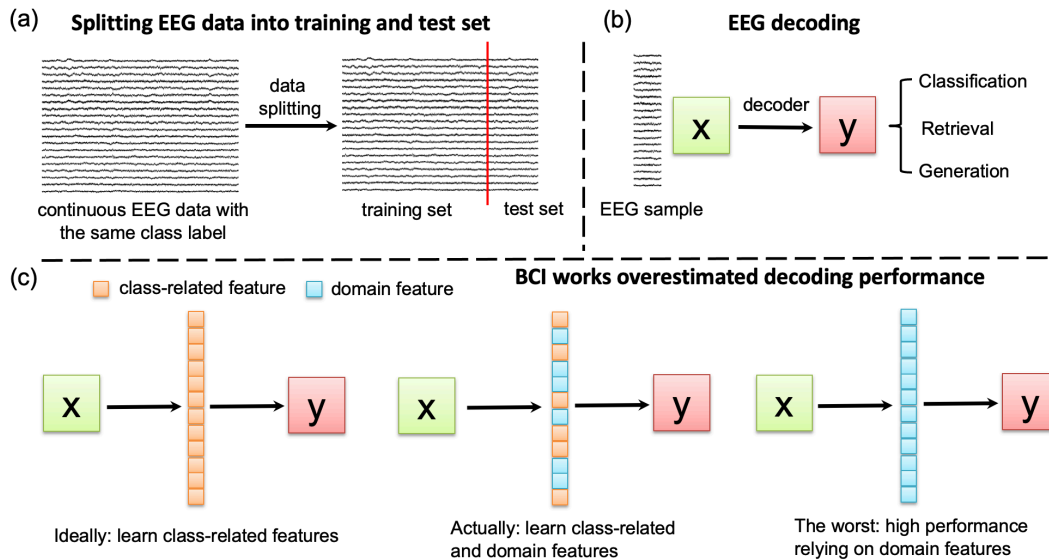 (a) Splitting EEG data into training and test set
data
splitting
continuous EEG data with
the same class label
training set
test set
(b) EEG decoding
x
decoder
y
Classification
Retrieval
Generation
EEG sample
(c) BCI works overestimated decoding performance
class-related feature
domain feature
x
y
Ideally: learn class-related features
x
y
Actually: learn class-related
and domain features
x
y
The worst: high performance
relying on domain features